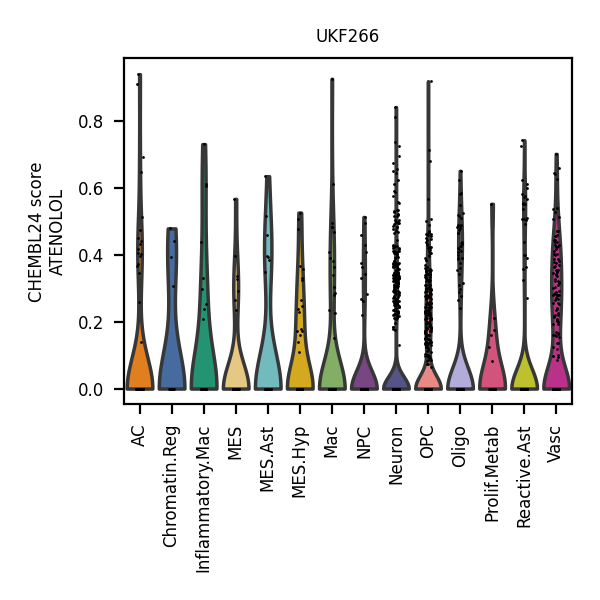 UKF266
CHEMBL24 score
ATENOLOL
0.8
0.6
0.4
0.2
0.0
AC
Chromatin.Reg
Inflammatory.Mac
MES
MES.Ast
MES.Hyp
Mac
NPC
Neuron
OPC
Oligo
Prolif.Metab
Reactive.Ast
Vasc